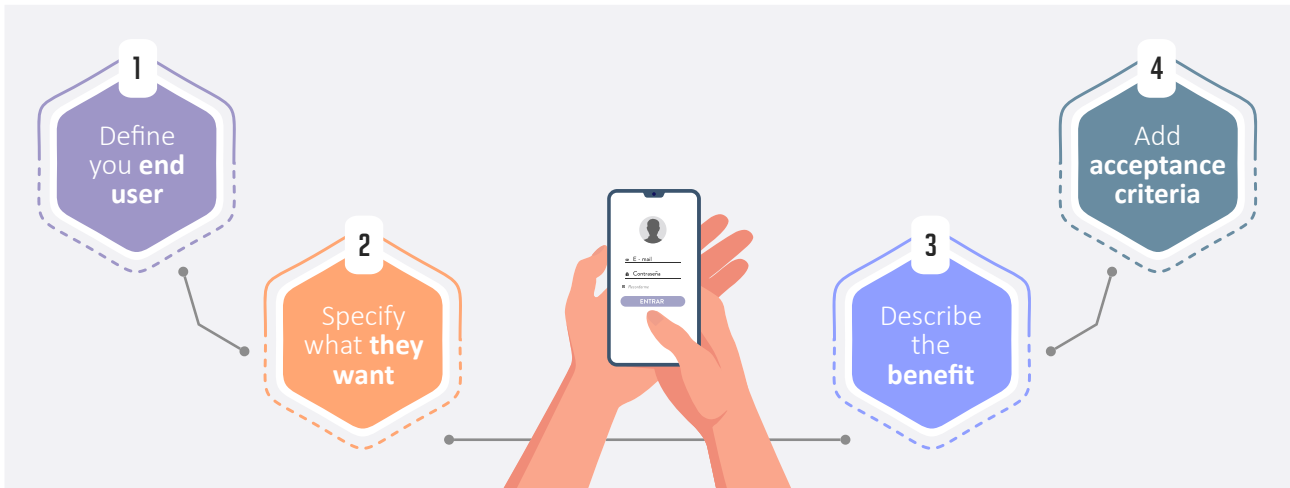 1
Define
you end
user
2
Specify
what they
want
E - mail
Contraseña
ENTRAR
3
Describe
the
benefit
4
Add
acceptance
criteria